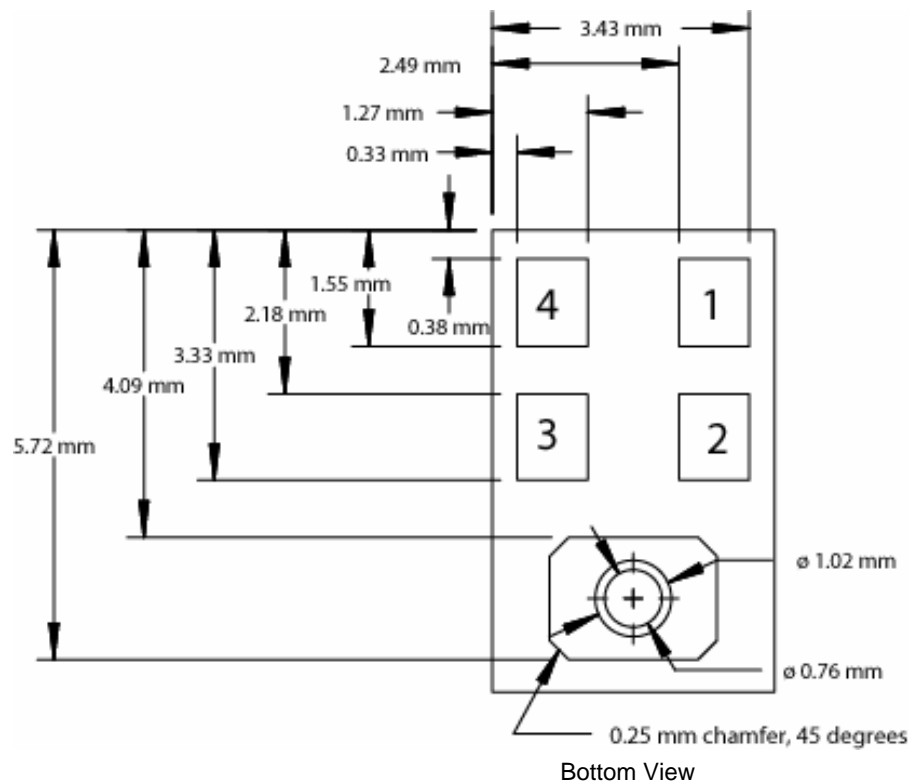 3.43 mm
2.49 mm
1.27 mm
0.33 mm
1.55 mm
4
1
2.18 mm
0.38 mm
3.33 mm
4.09 mm
5.72 mm
3
2
ø 1.02 mm
ø 0.76 mm
0.25 mm chamfer, 45 degrees
Bottom View